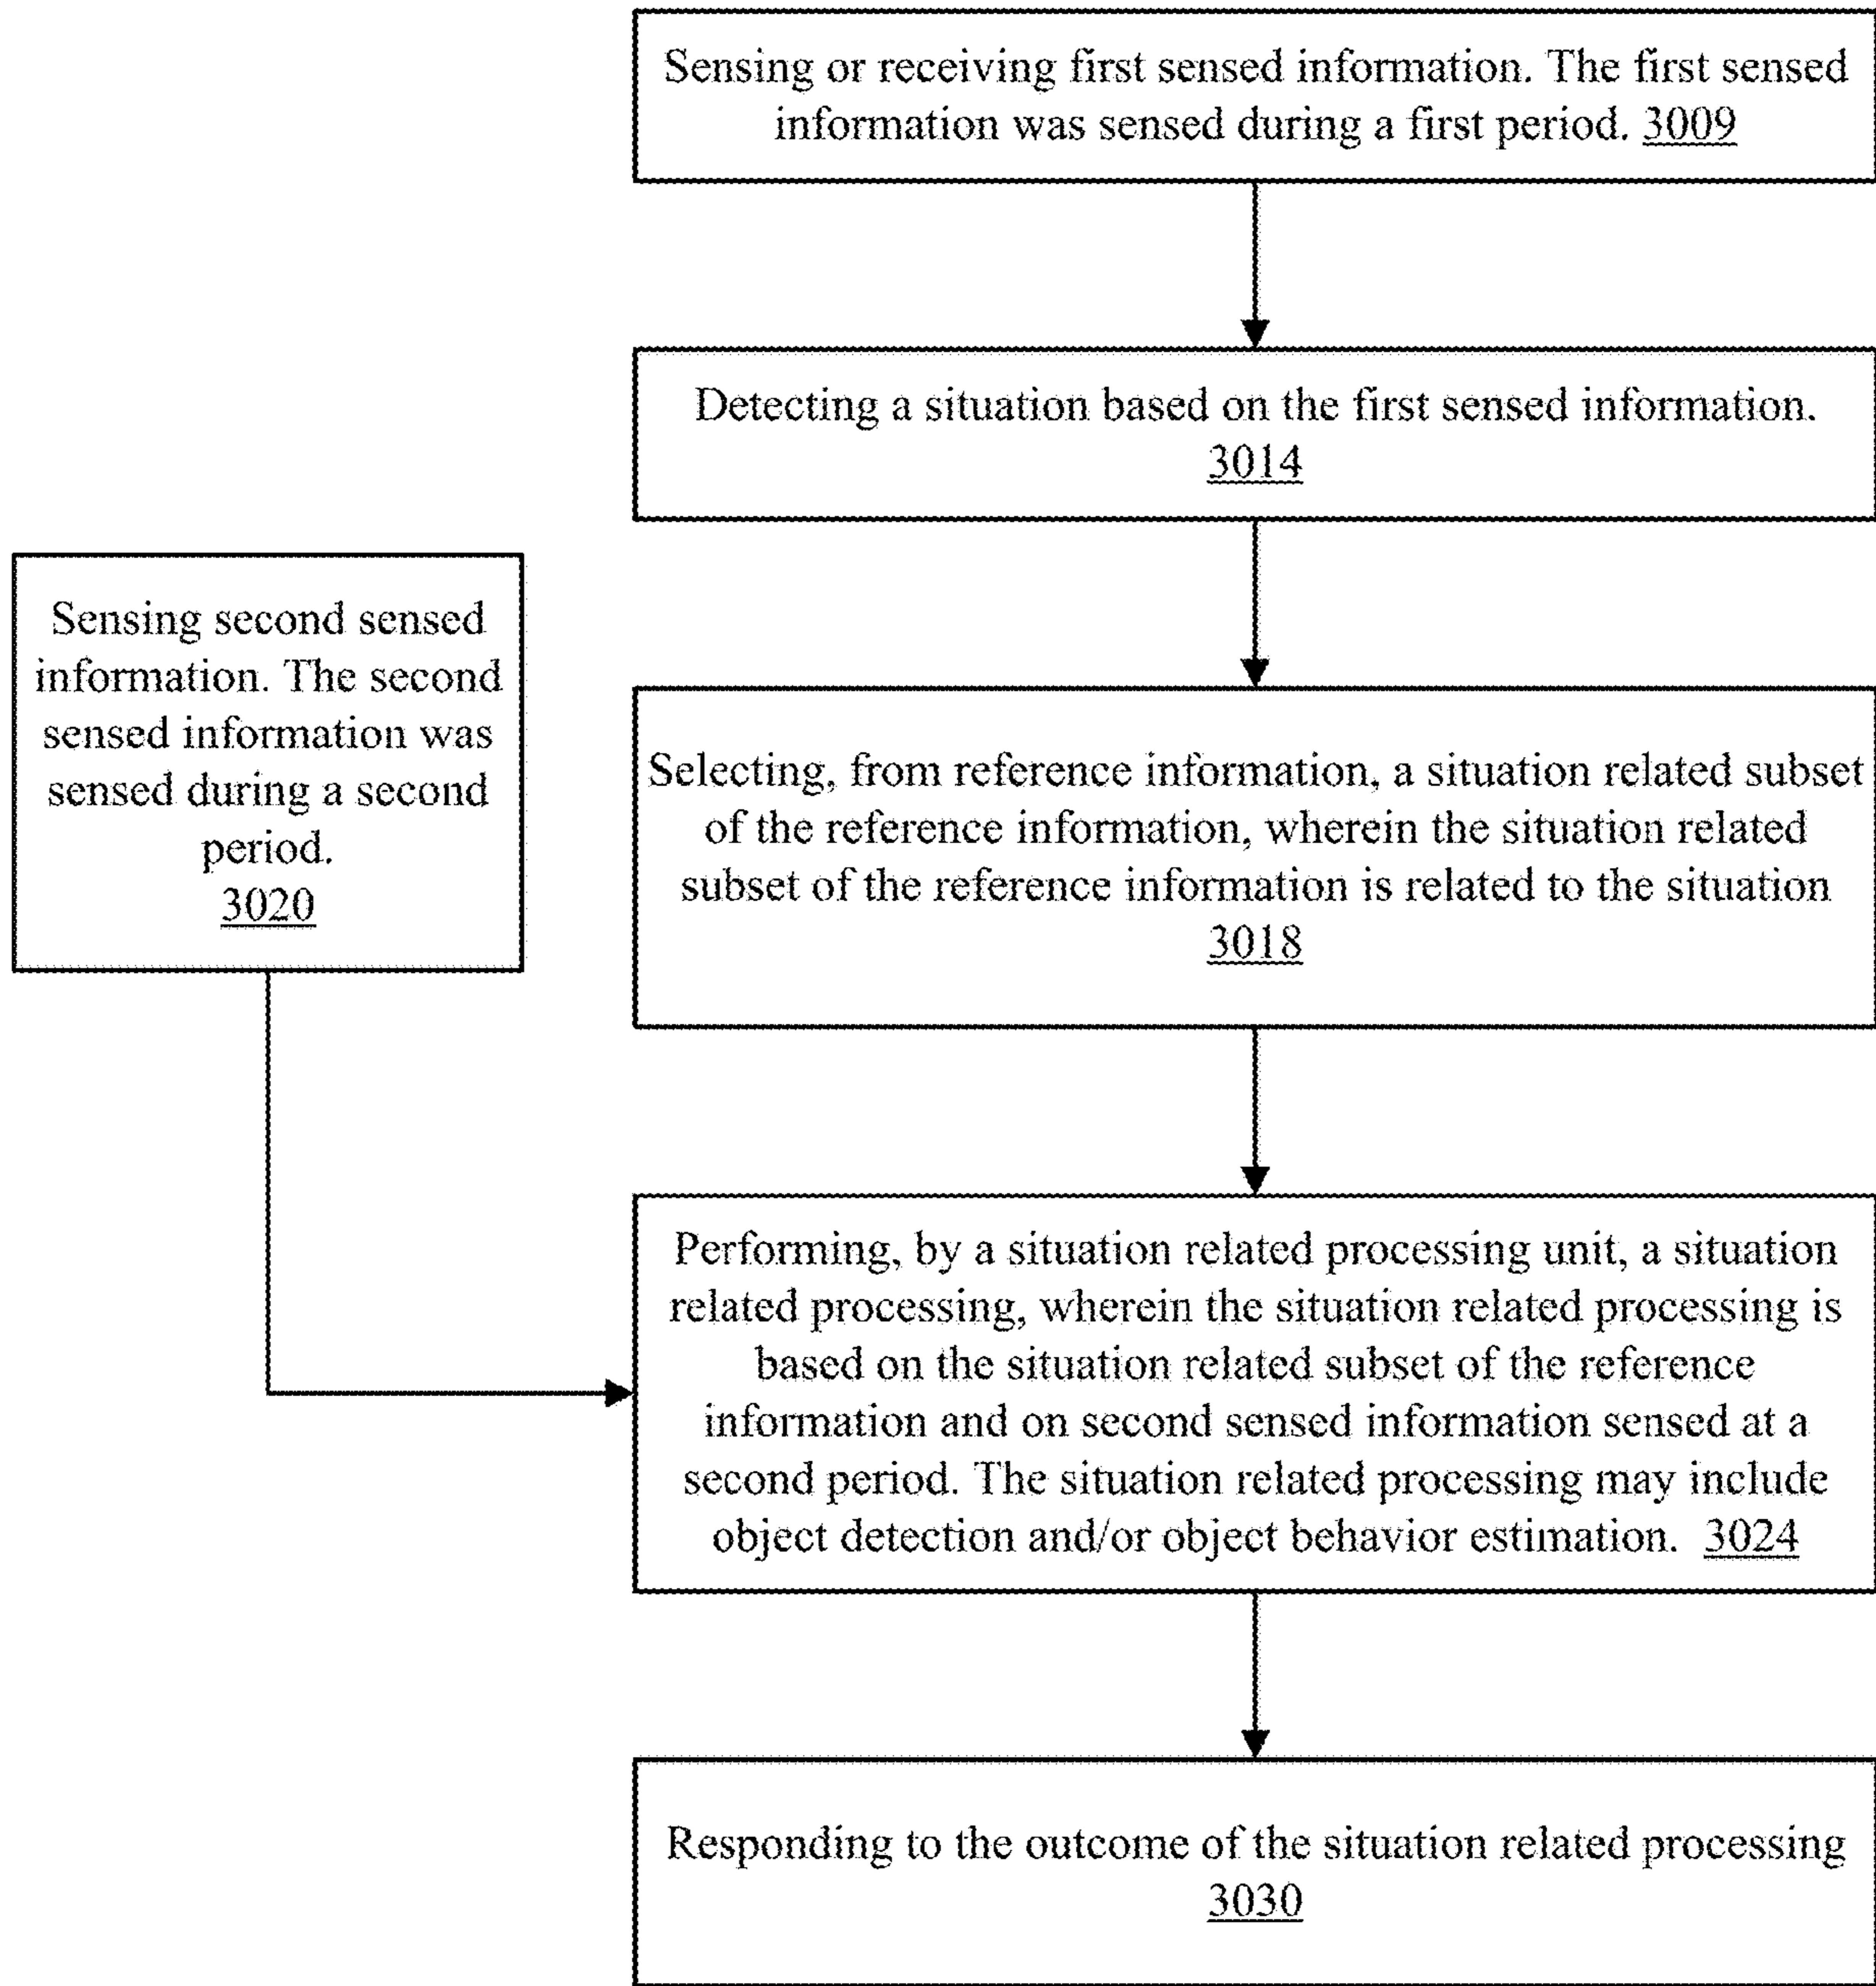 Sensing or receiving first sensed information. The first sensed
information was sensed during a first period. 3009
Detecting a situation based on the first sensed information.
3014
Sensing second sensed
information. The second
sensed information was
sensed during a second
period.
3020
Selecting, from reference information, a situation related subset
of the reference information, wherein the situation related
subset of the reference information is related to the situation
3018
Performing, by a situation related processing unit, a situation
related processing, wherein the situation related processing is
based on the situation related subset of the reference
information and on second sensed information sensed at a
second period. The situation related processing may include
object detection and/or object behavior estimation. 3024
Responding to the outcome of the situation related processing
3030